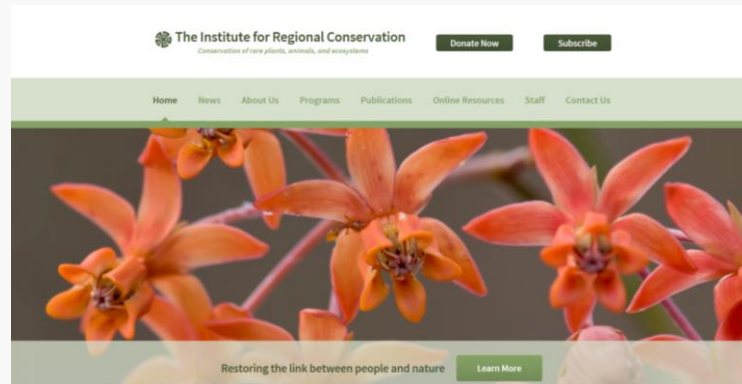 The Institute for Regional Conservation
Conservation of rare plants, animals, and ecosystems
Donate Now
Subscribe
Home News About Us Programs Publications Online Resources Staff Contact Us
Restoring the link between people and nature
Learn More